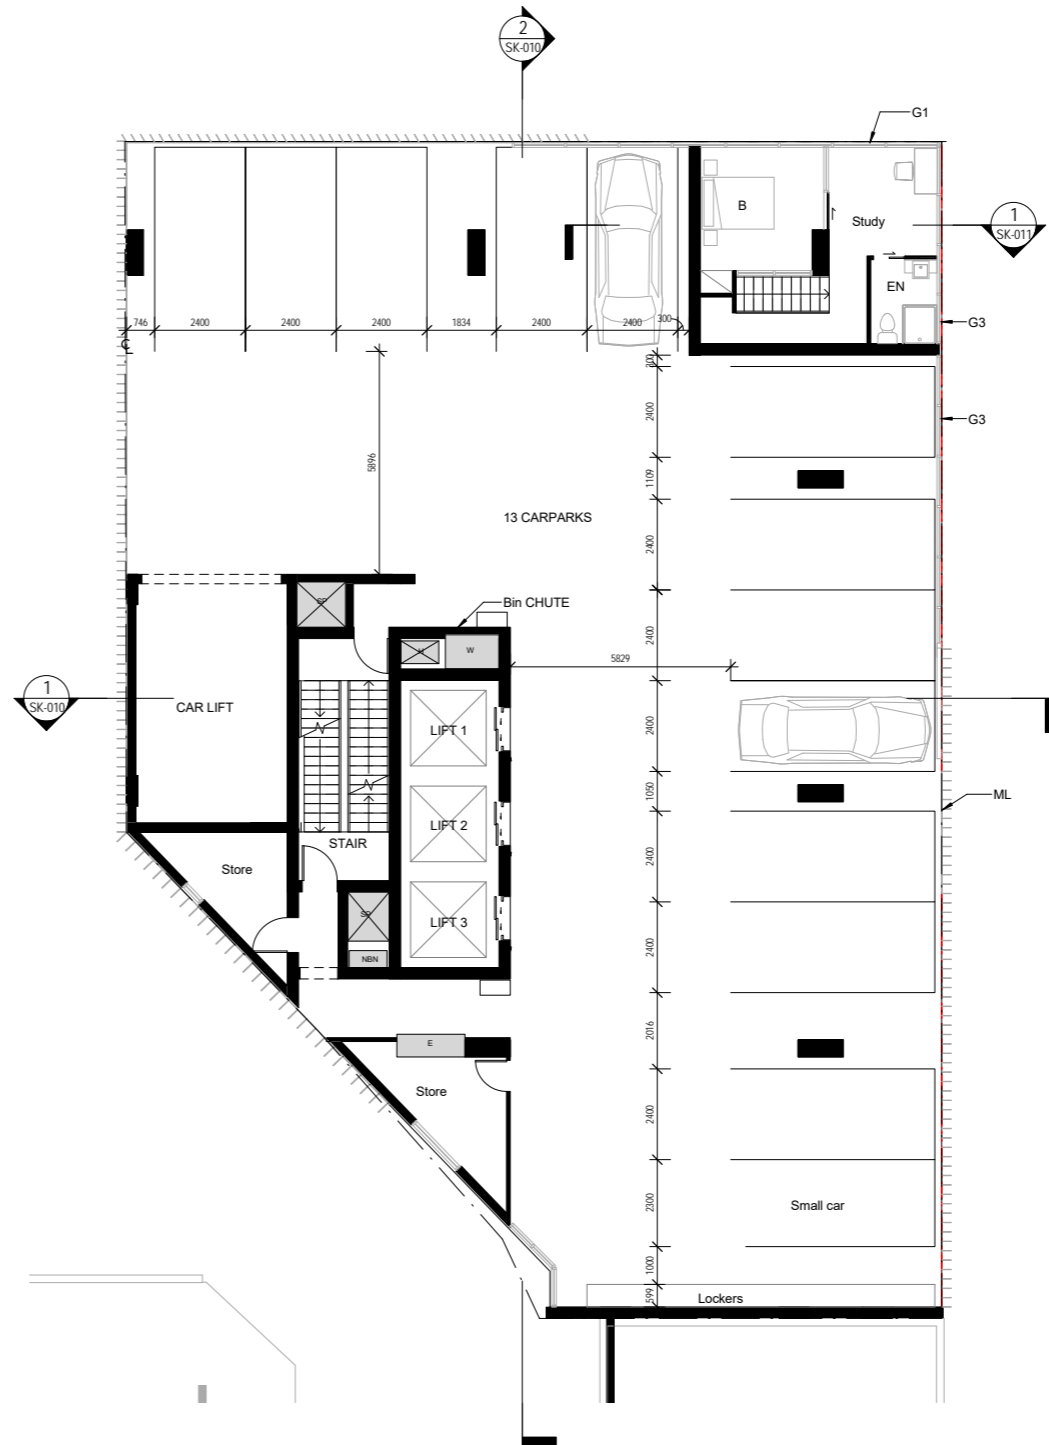 2
SK-010
G1
B
Study
1
SK-011
EN
G3
746
2400
2400
2400
1834
2400
2400
300
300
2400
G3
5896
1109
13 CARPARKS
2400
Bin CHUTE
2400
W
5829
1
SK-010
CAR LIFT
LIFT 1
2400
1050
ML
LIFT 2
STAIR
2400
Store
LIFT 3
2400
NBN
2016
E
Store
2400
2300
Small car
1000
599
Lockers